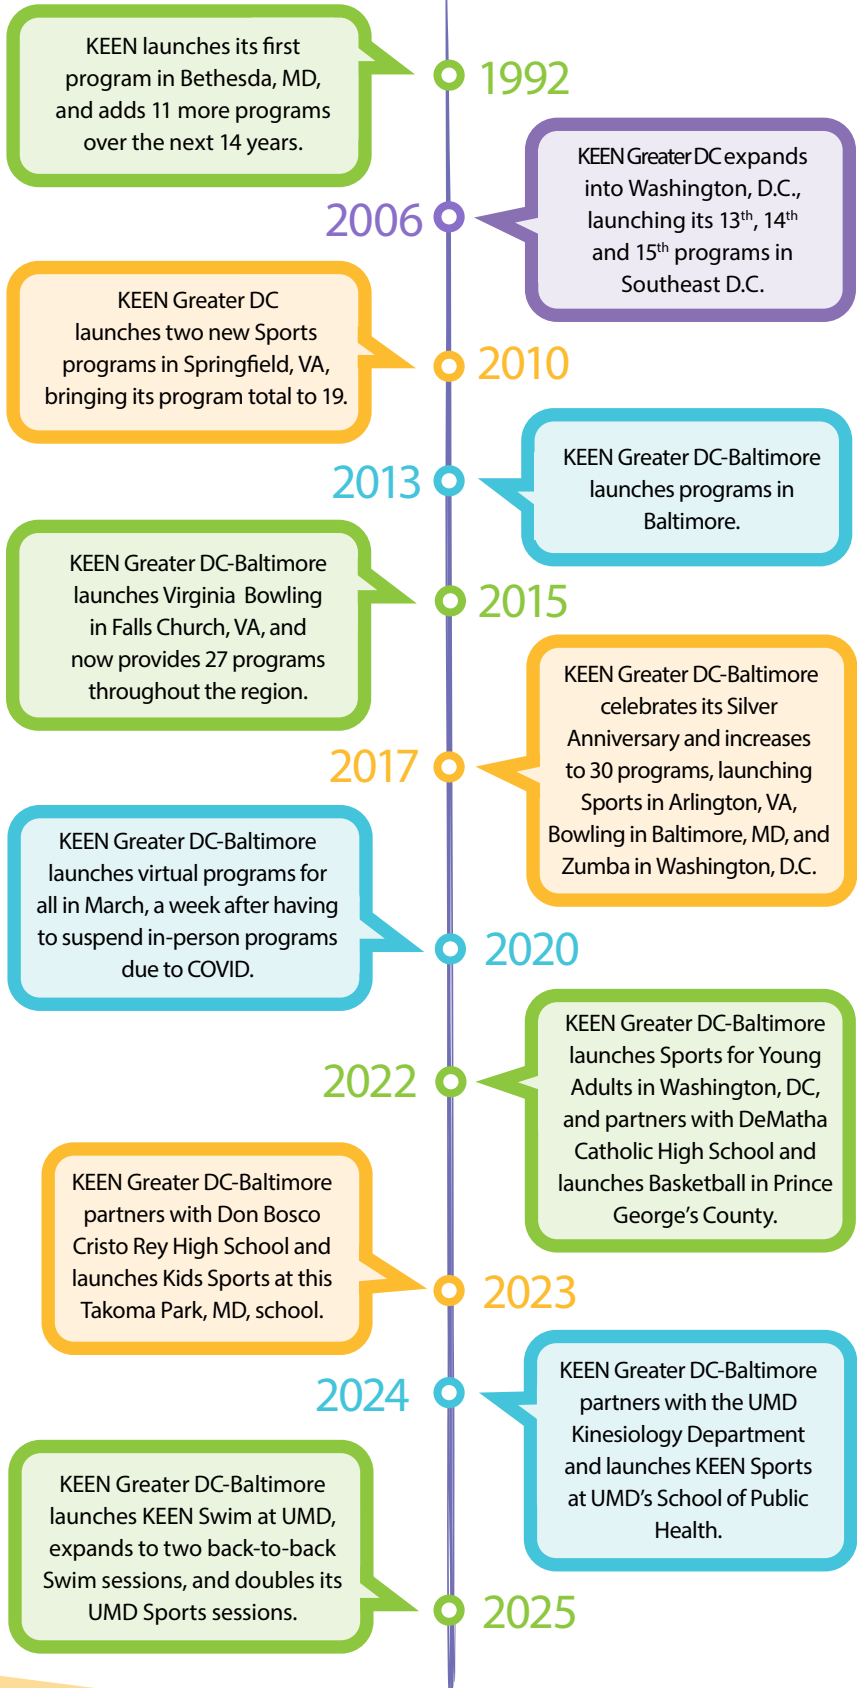 KEEN launches its first
program in Bethesda, MD,
and adds 11 more programs
over the next 14 years.
1992
KEEN Greater DC expands
into Washington, D.C.,
launching its 13th, 14th
and 15th programs in
Southeast D.C.
2006
KEEN Greater DC
launches two new Sports
programs in Springfield, VA,
bringing its program total to 19.
2010
KEEN Greater DC-Baltimore
launches programs in
Baltimore.
2013
KEEN Greater DC-Baltimore
launches Virginia Bowling
in Falls Church, VA, and
now provides 27 programs
throughout the region.
2015
KEEN Greater DC-Baltimore
celebrates its Silver
Anniversary and increases
to 30 programs, launching
Sports in Arlington, VA,
Bowling in Baltimore, MD, and
Zumba in Washington, D.C.
2017
KEEN Greater DC-Baltimore
launches virtual programs for
all in March, a week after having
to suspend in-person programs
due to COVID.
2020
KEEN Greater DC-Baltimore
launches Sports for Young
Adults in Washington, DC,
and partners with DeMatha
Catholic High School and
launches Basketball in Prince
George's County.
2022
KEEN Greater DC-Baltimore
partners with Don Bosco
Cristo Rey High School and
launches Kids Sports at this
Takoma Park, MD, school.
2023
KEEN Greater DC-Baltimore
partners with the UMD
Kinesiology Department
and launches KEEN Sports
at UMD's School of Public
Health.
2024
KEEN Greater DC-Baltimore
launches KEEN Swim at UMD,
expands to two back-to-back
Swim sessions, and doubles its
UMD Sports sessions.
2025